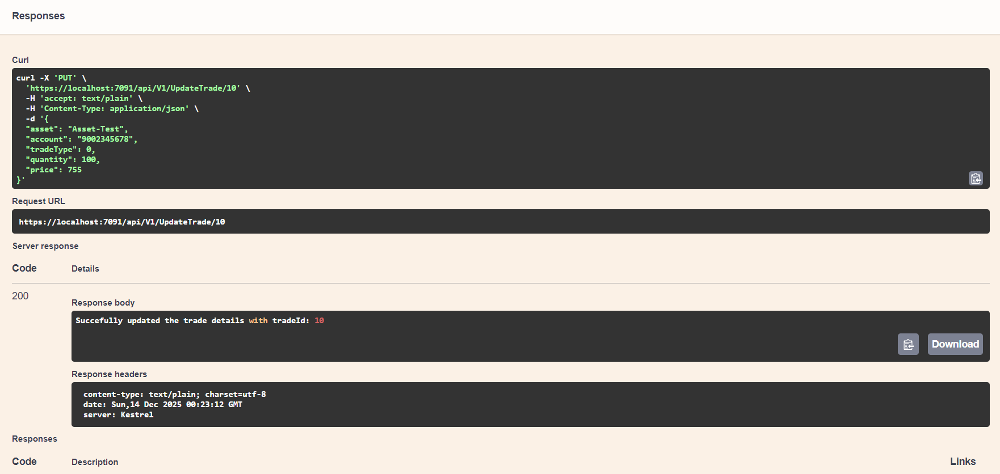 Responses
Curl
curl -X 'PUT' \
  'https://localhost:7091/api/V1/UpdateTrade/10' \
  -H 'accept: text/plain' \
  -H 'Content-Type: application/json' \
  -d '{
  "asset": "Asset-Test",
  "account": "9002345678",
  "tradeType": 0,
  "quantity": 100,
  "price": 755
}'
Request URL
https://localhost:7091/api/V1/UpdateTrade/10
Server response
Code Details
200
Response body
Succefully updated the trade details with tradeId: 10
Download
Response headers
content-type: text/plain; charset=utf-8
date: Sun,14 Dec 2025 00:23:12 GMT
server: Kestrel
Responses
Code Description Links